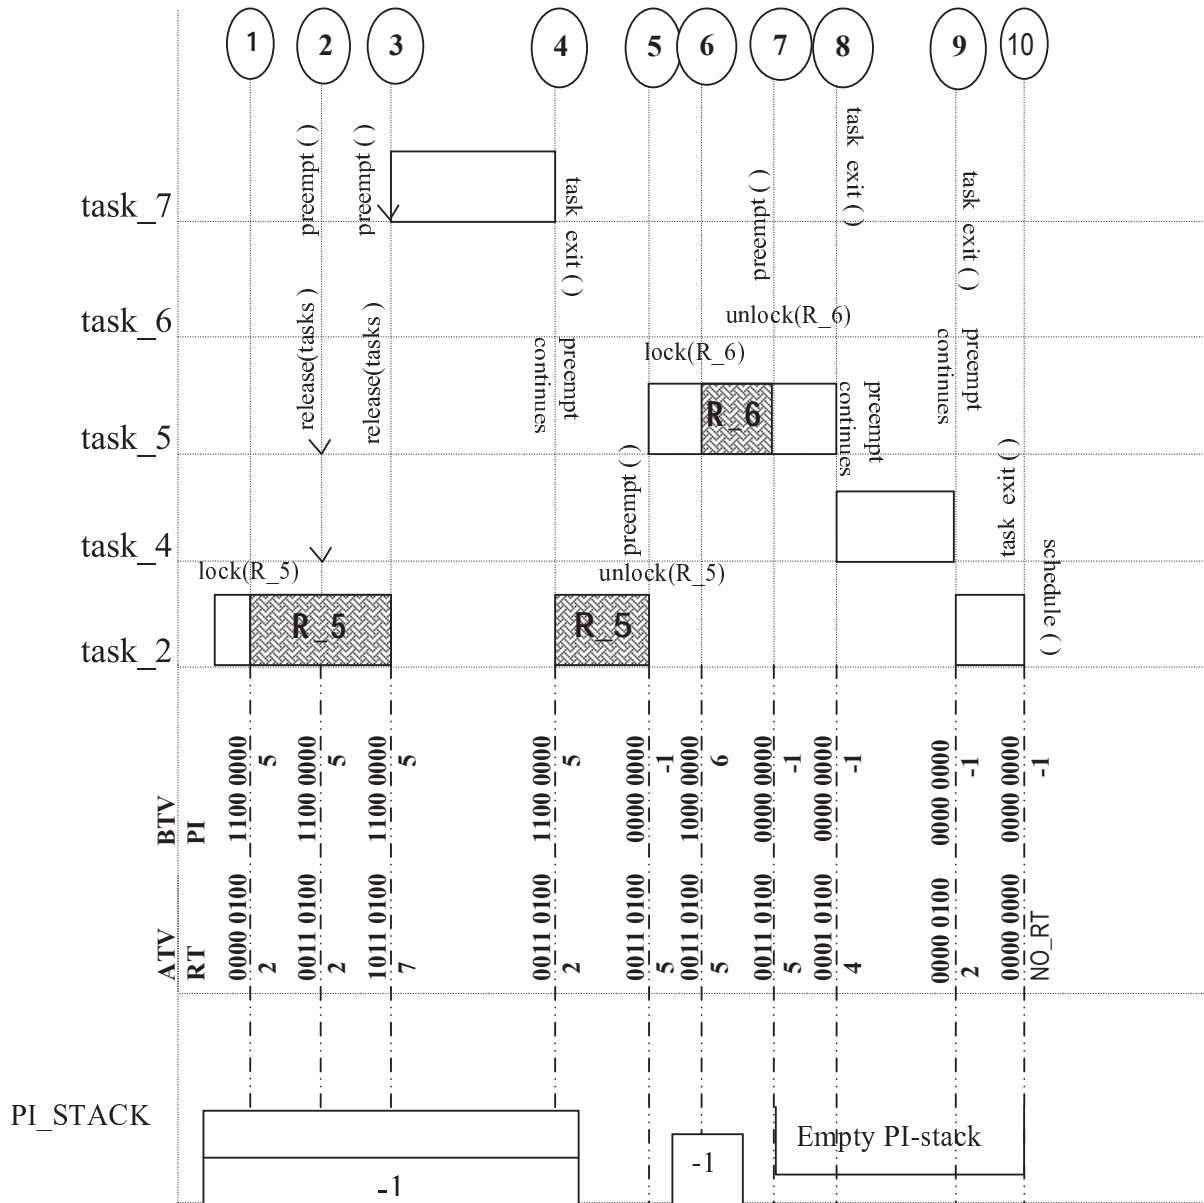 1 2 3 4 5 6 7 8 9 10
preempt ( )
preempt ( )
task exit ( )
preempt ( )
task exit ( )
task exit ( )
task_7
release(tasks )
release(tasks )
preempt
continues
unlock(R_6)
preempt
continues
task_6
lock(R_6)
R_6
preempt
continues
task_5
preempt ( )
task exit ( )
task_4
lock(R_5)
unlock(R_5)
schedule ( )
R_5
R_5
task_2
BTV
PI
1100 0000
5
1100 0000
5
1100 0000
5
1100 0000
5
0000 0000
-1
1000 0000
6
0000 0000
-1
0000 0000
-1
0000 0000
-1
0000 0000
-1
ATV
RT
0000 0100
2
0011 0100
2
1011 0100
7
0011 0100
2
0011 0100
5
0011 0100
5
0011 0100
5
0001 0100
4
0000 0100
2
0000 0000
NO_RT
PI_STACK
-1
-1
Empty PI-stack